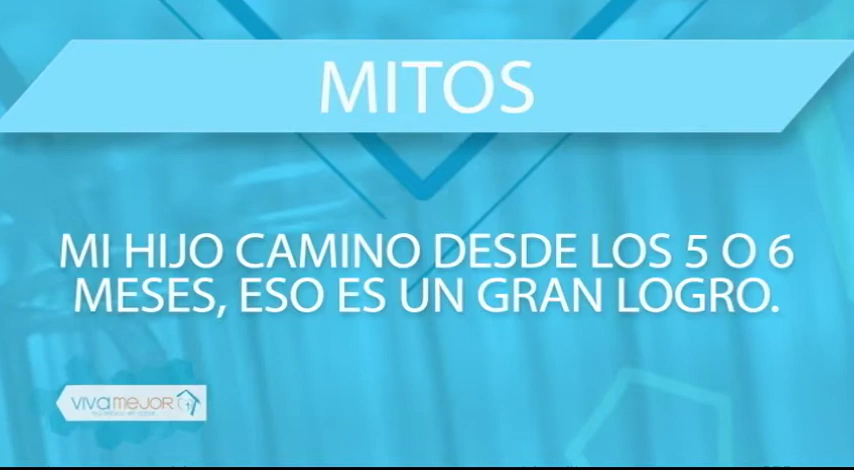 MITOS
MI HIJO CAMINO DESDE LOS 5 O 6
MESES, ESO ES UN GRAN LOGRO.
VIVA MEJOR